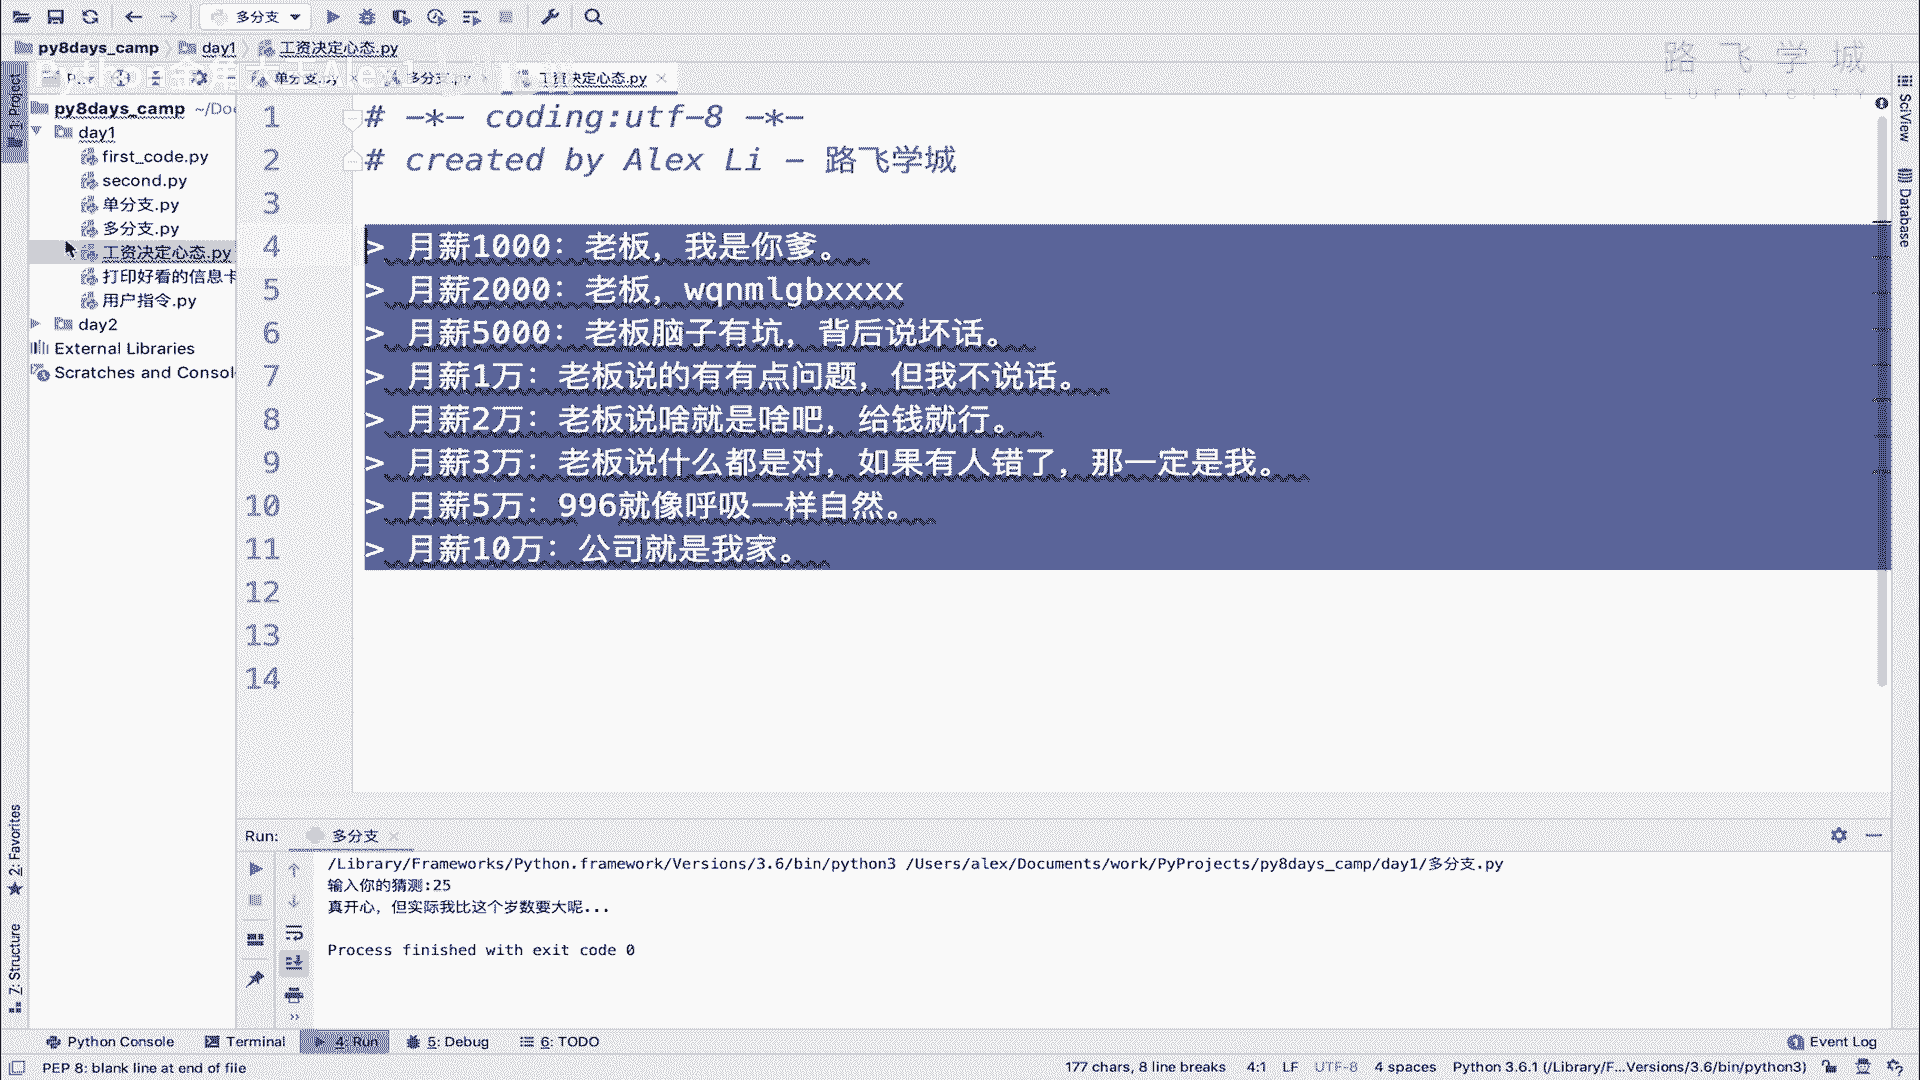 多分支
py8days_camp
day1
工资决定心态.py
路飞学城
LUFFYCITY
单分支.py
多分支.py
工资决定心态.py
1: Project
py8days_camp ~/Doc
day1
first_code.py
second.py
单分支.py
多分支.py
工资决定心态.py
打印好看的信息卡
用户指令.py
day2
External Libraries
Scratches and Consol
1 # -*- coding:utf-8 -*-
2 # created by Alex Li - 路飞学城
3
4 > 月薪1000：老板，我是你爹。
5 > 月薪2000：老板，wqnmlgbxxxx
6 > 月薪5000：老板脑子有坑，背后说坏话。
7 > 月薪1万：老板说的有有点问题，但我不说话。
8 > 月薪2万：老板说啥就是啥吧，给钱就行。
9 > 月薪3万：老板说什么都是对，如果有人错了，那一定是我。
10 > 月薪5万：996就像呼吸一样自然。
11 > 月薪10万：公司就是我家。
12
13
14
SciView
Database
2: Favorites
7: Structure
Run: 多分支
/Library/Frameworks/Python.framework/Versions/3.6/bin/python3 /Users/alex/Documents/work/PyProjects/py8days_camp/day1/多分支.py
输入你的猜测:25
真开心，但实际我比这个岁数要大呢...
Process finished with exit code 0
Python Console
Terminal
4: Run
5: Debug
6: TODO
Event Log
PEP 8: blank line at end of file
177 chars, 8 line breaks
4:1
LF
UTF-8
4 spaces
Python 3.6.1 (/Library/F...Versions/3.6/bin/python3)